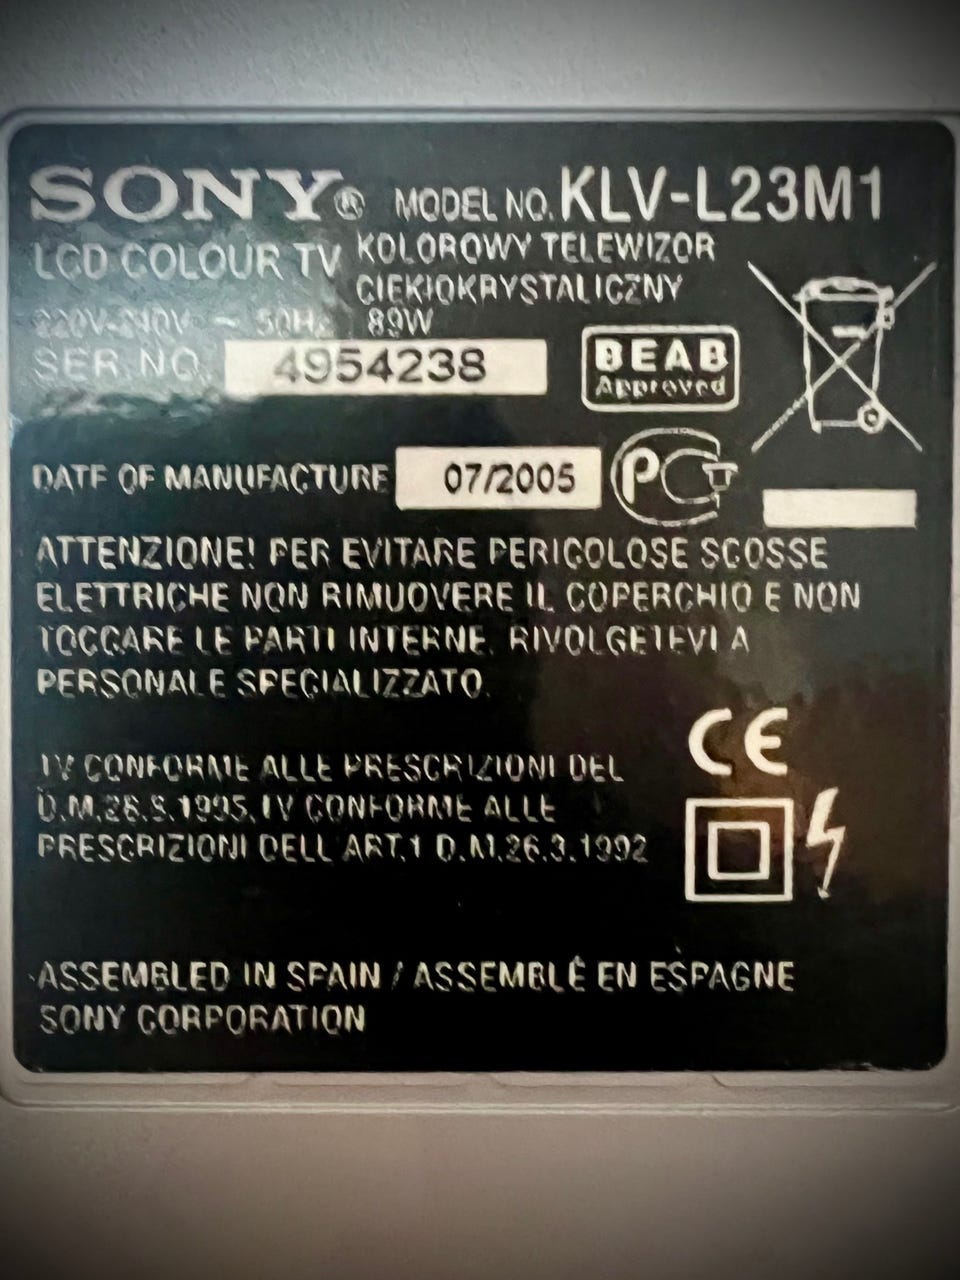 SONY® MODEL NO. KLV-L23M1
LCD COLOUR TV KOLOROWY TELEWIZOR
CIEKŁOKRYSTALICZNY
220V-240V ~ 50Hz 89W
SER. NO. 4954238
BEAB
Approved
DATE OF MANUFACTURE 07/2005
ATTENZIONE! PER EVITARE PERICOLOSE SCOSSE
ELETTRICHE NON RIMUOVERE IL COPERCHIO E NON
TOCCARE LE PARTI INTERNE. RIVOLGETEVI A
PERSONALE SPECIALIZZATO.
CE
TV CONFORME ALLE PRESCRIZIONI DEL
D.M.26.8.1995.TV CONFORME ALLE
PRESCRIZIONI DELL ART.1 D.M.26.3.1992
ASSEMBLED IN SPAIN / ASSEMBLÉ EN ESPAGNE
SONY CORPORATION